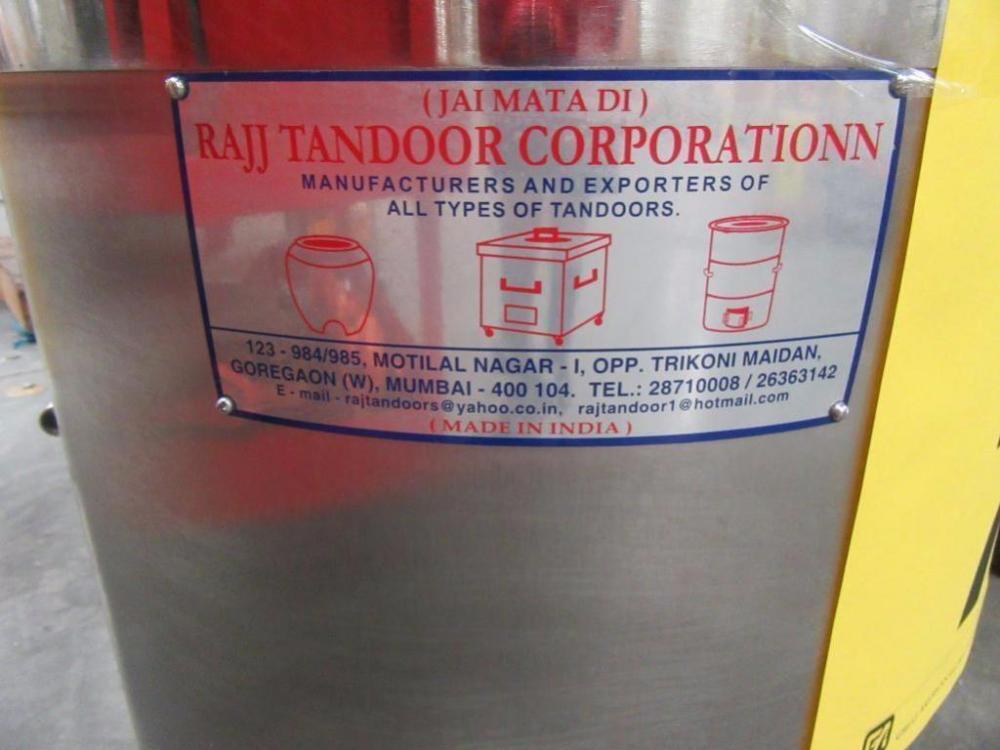 ( JAI MATA DI )
RAJJ TANDOOR CORPORATIONN
MANUFACTURERS AND EXPORTERS OF
ALL TYPES OF TANDOORS.
123 - 984/985, MOTILAL NAGAR - I, OPP. TRIKONI MAIDAN,
GOREGAON (W), MUMBAI - 400 104. TEL.: 28710008 / 26363142
E - mail - rajtandoors@yahoo.co.in, rajtandoor1@hotmail.com
( MADE IN INDIA )